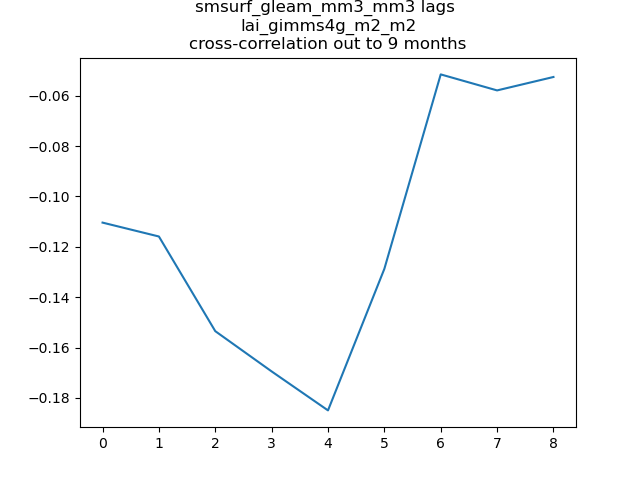 smsurf_gleam_mm3_mm3 lags
lai_gimms4g_m2_m2
cross-correlation out to 9 months
−0.06
−0.08
−0.10
−0.12
−0.14
−0.16
−0.18
0 1 2 3 4 5 6 7 8